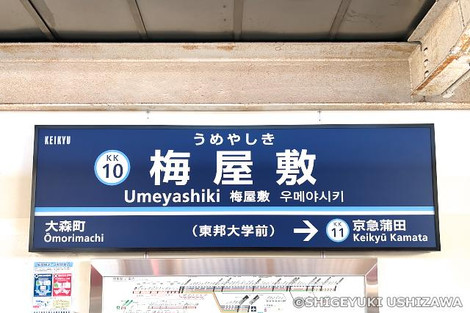 KEIKYU
うめやしき
KK
10
梅屋敷
Umeyashiki 梅屋敷 우메야시키
大森町
Ōmorimachi
（東邦大学前）
→
KK
11
京急蒲田
Keikyū Kamata
©SHIGEYUKI USHIZAWA